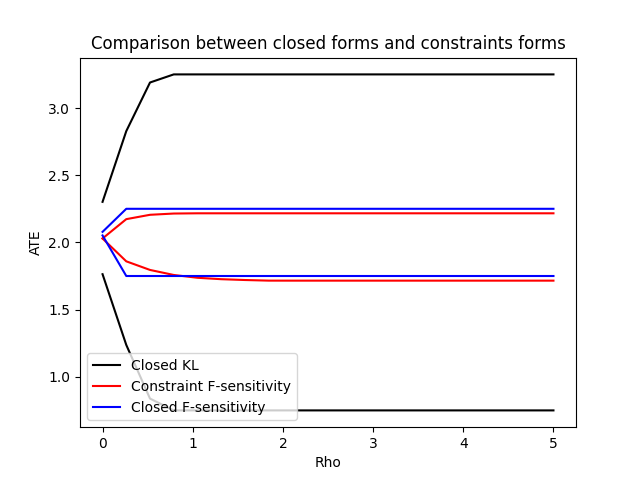 Comparison between closed forms and constraints forms
3.0
2.5
2.0
1.5
1.0
ATE
Closed KL
Constraint F-sensitivity
Closed F-sensitivity
0 1 2 3 4 5
Rho